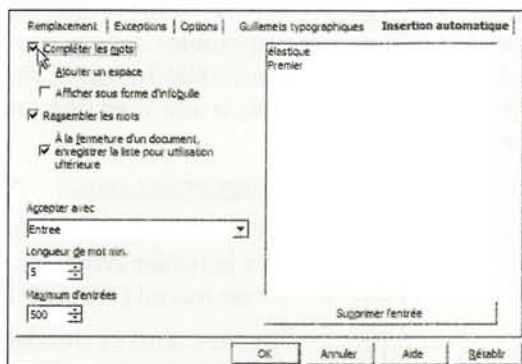 Remplacement Exceptions Options Guillemets typographiques Insertion automatique
Compléter les mots
Ajouter un espace
Afficher sous forme d'infobulle
Rassembler les mots
À la fermeture d'un document,
enregistrer la liste pour utilisation
ultérieure
Accepter avec
Entree
Longueur de mot min.
5
Maximum d'entrées
500
élastique
Premier
Supprimer l'entrée
OK Annuler Aide Rétablir